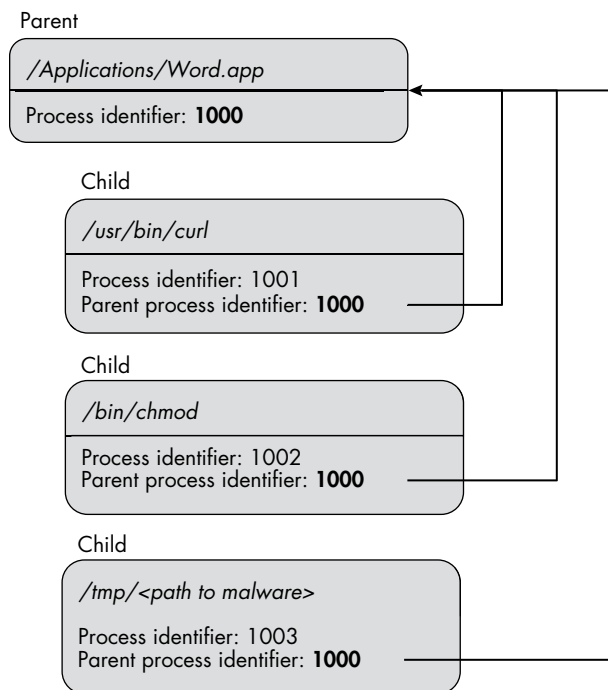 Parent
/Applications/Word.app
Process identifier: 1000
Child
/usr/bin/curl
Process identifier: 1001
Parent process identifier: 1000
Child
/bin/chmod
Process identifier: 1002
Parent process identifier: 1000
Child
/tmp/<path to malware>
Process identifier: 1003
Parent process identifier: 1000